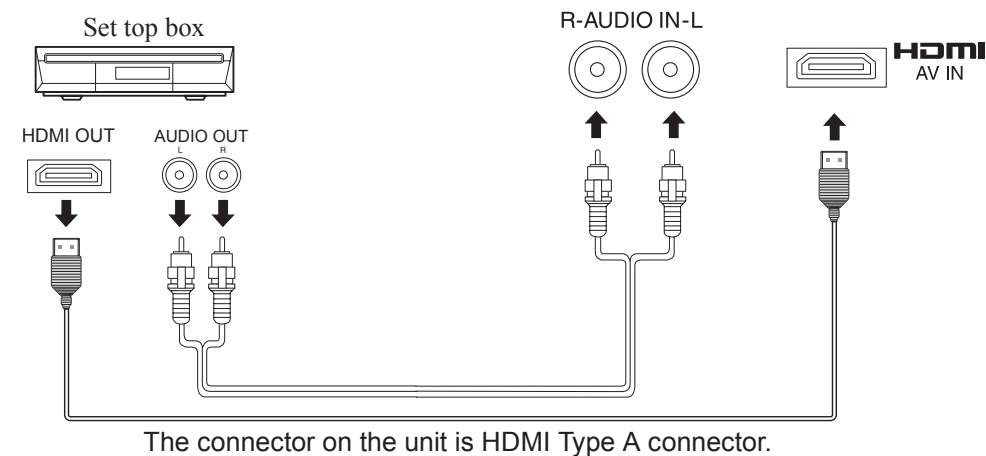 Set top box
R-AUDIO IN-L
HDMI
AV IN
HDMI OUT
AUDIO OUT
L R
The connector on the unit is HDMI Type A connector.